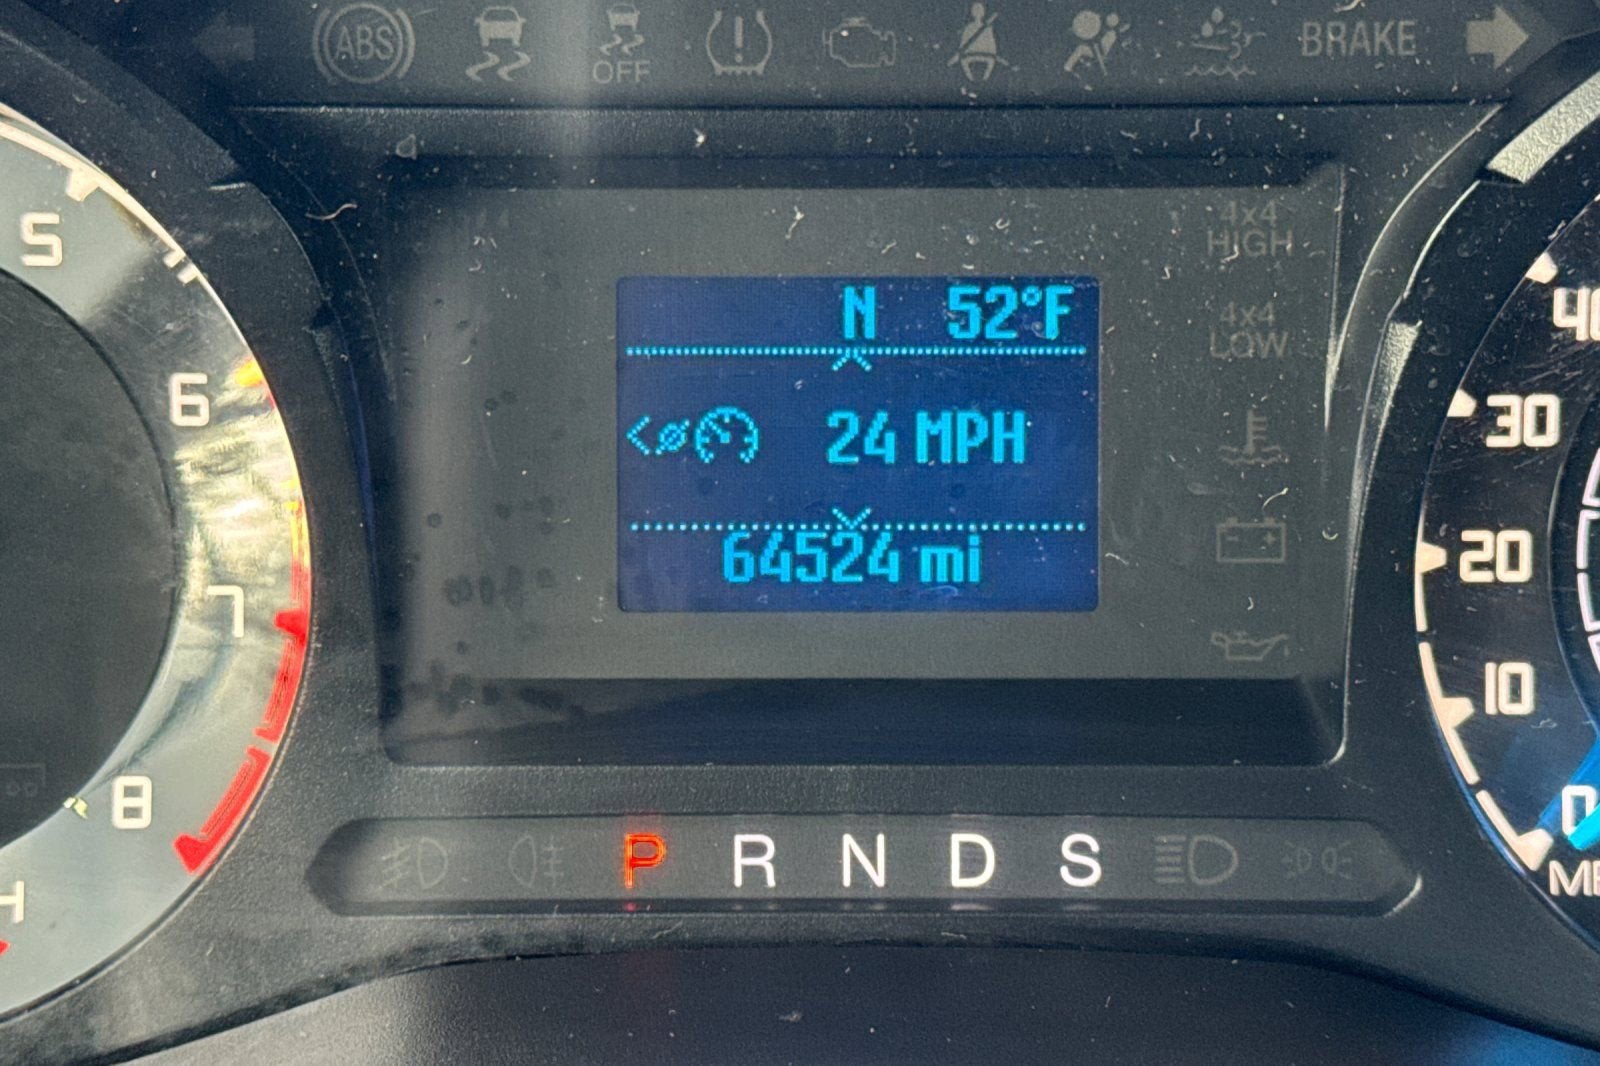 ABS
OFF
BRAKE
4x4
HIGH
4x4
LOW
N 52°F
24 MPH
64524 mi
5
6
7
8
H
40
30
20
10
0
P R N D S